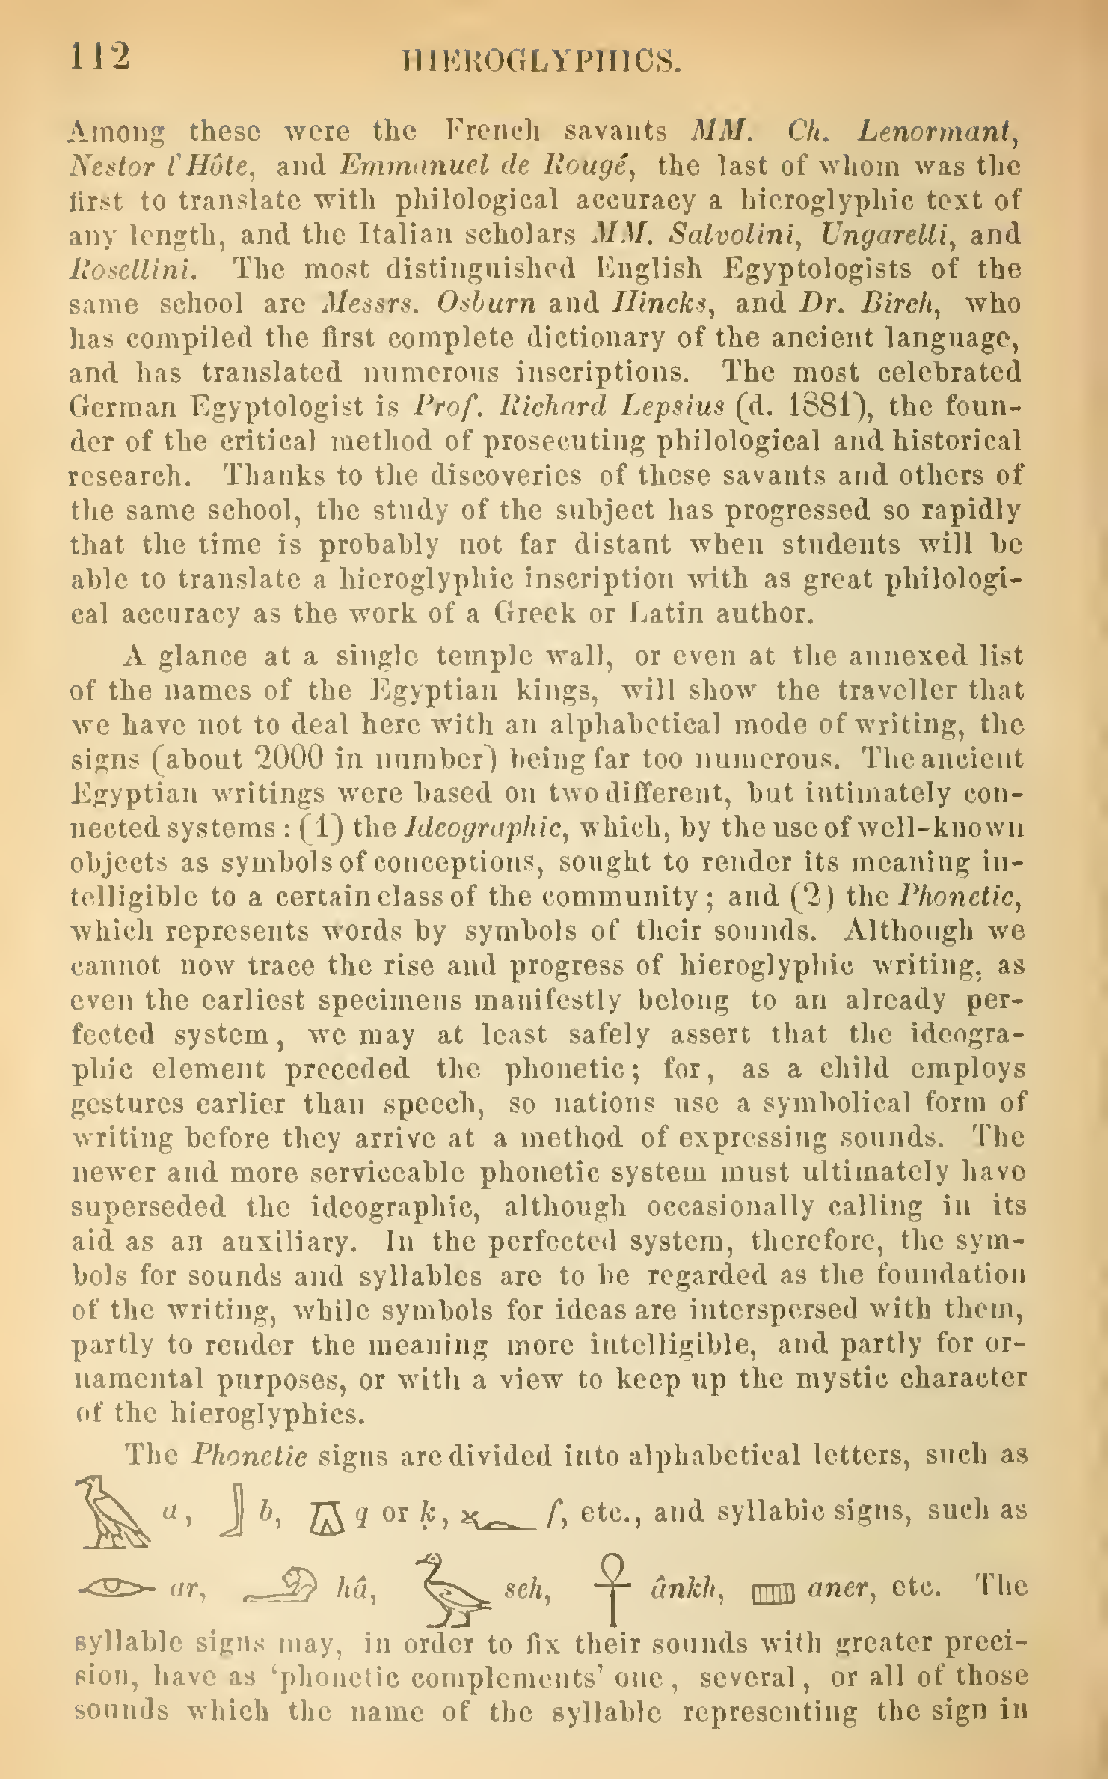 112 HIEROGLYPHICS.
Among these were the French savants MM. Ch. Lenormant,
Nestor l'Hôte, and Emmanuel de Rougé, the last of whom was the
first to translate with philological accuracy a hieroglyphic text of
any length, and the Italian scholars MM. Salvolini, Ungarelli, and
Rosellini. The most distinguished English Egyptologists of the
same school are Messrs. Osburn and Hincks, and Dr. Birch, who
has compiled the first complete dictionary of the ancient language,
and has translated numerous inscriptions. The most celebrated
German Egyptologist is Prof. Richard Lepsius (d. 1881), the foun-
der of the critical method of prosecuting philological and historical
research. Thanks to the discoveries of these savants and others of
the same school, the study of the subject has progressed so rapidly
that the time is probably not far distant when students will be
able to translate a hieroglyphic inscription with as great philologi-
cal accuracy as the work of a Greek or Latin author.
A glance at a single temple wall, or even at the annexed list
of the names of the Egyptian kings, will show the traveller that
we have not to deal here with an alphabetical mode of writing, the
signs (about 2000 in number) being far too numerous. The ancient
Egyptian writings were based on two different, but intimately con-
nected systems: (1) the Ideographic, which, by the use of well-known
objects as symbols of conceptions, sought to render its meaning in-
telligible to a certain class of the community; and (2) the Phonetic,
which represents words by symbols of their sounds. Although we
cannot now trace the rise and progress of hieroglyphic writing, as
even the earliest specimens manifestly belong to an already per-
fected system, we may at least safely assert that the ideogra-
phic element preceded the phonetic; for, as a child employs
gestures earlier than speech, so nations use a symbolical form of
writing before they arrive at a method of expressing sounds. The
newer and more serviceable phonetic system must ultimately have
superseded the ideographic, although occasionally calling in its
aid as an auxiliary. In the perfected system, therefore, the sym-
bols for sounds and syllables are to be regarded as the foundation
of the writing, while symbols for ideas are interspersed with them,
partly to render the meaning more intelligible, and partly for or-
namental purposes, or with a view to keep up the mystic character
of the hieroglyphics.
The Phonetic signs are divided into alphabetical letters, such as
𓄿 a, 𓃀 b, 𓎼 q or k, 𓆑 f, etc., and syllabic signs, such as
𓁹 ar, 𓄂 hâ, 𓅬 seh, 𓋹 ânkh, 𓏠 aner, etc. The
syllable signs may, in order to fix their sounds with greater preci-
sion, have as 'phonetic complements' one, several, or all of those
sounds which the name of the syllable representing the sign in